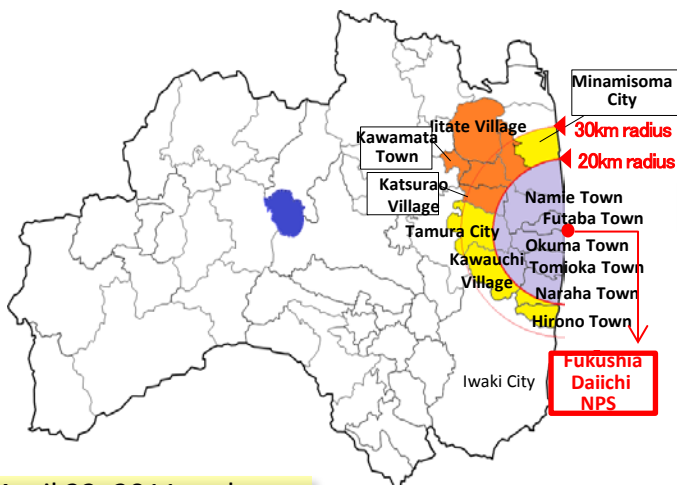 Minamisoma
City
Iitate Village
30km radius
Kawamata
Town
20km radius
Katsurao
Village
Namie Town
Futaba Town
Tamura City
Okuma Town
Kawauchi
Village
Tomioka Town
Naraha Town
Hirono Town
Iwaki City
Fukushia
Daiichi
NPS